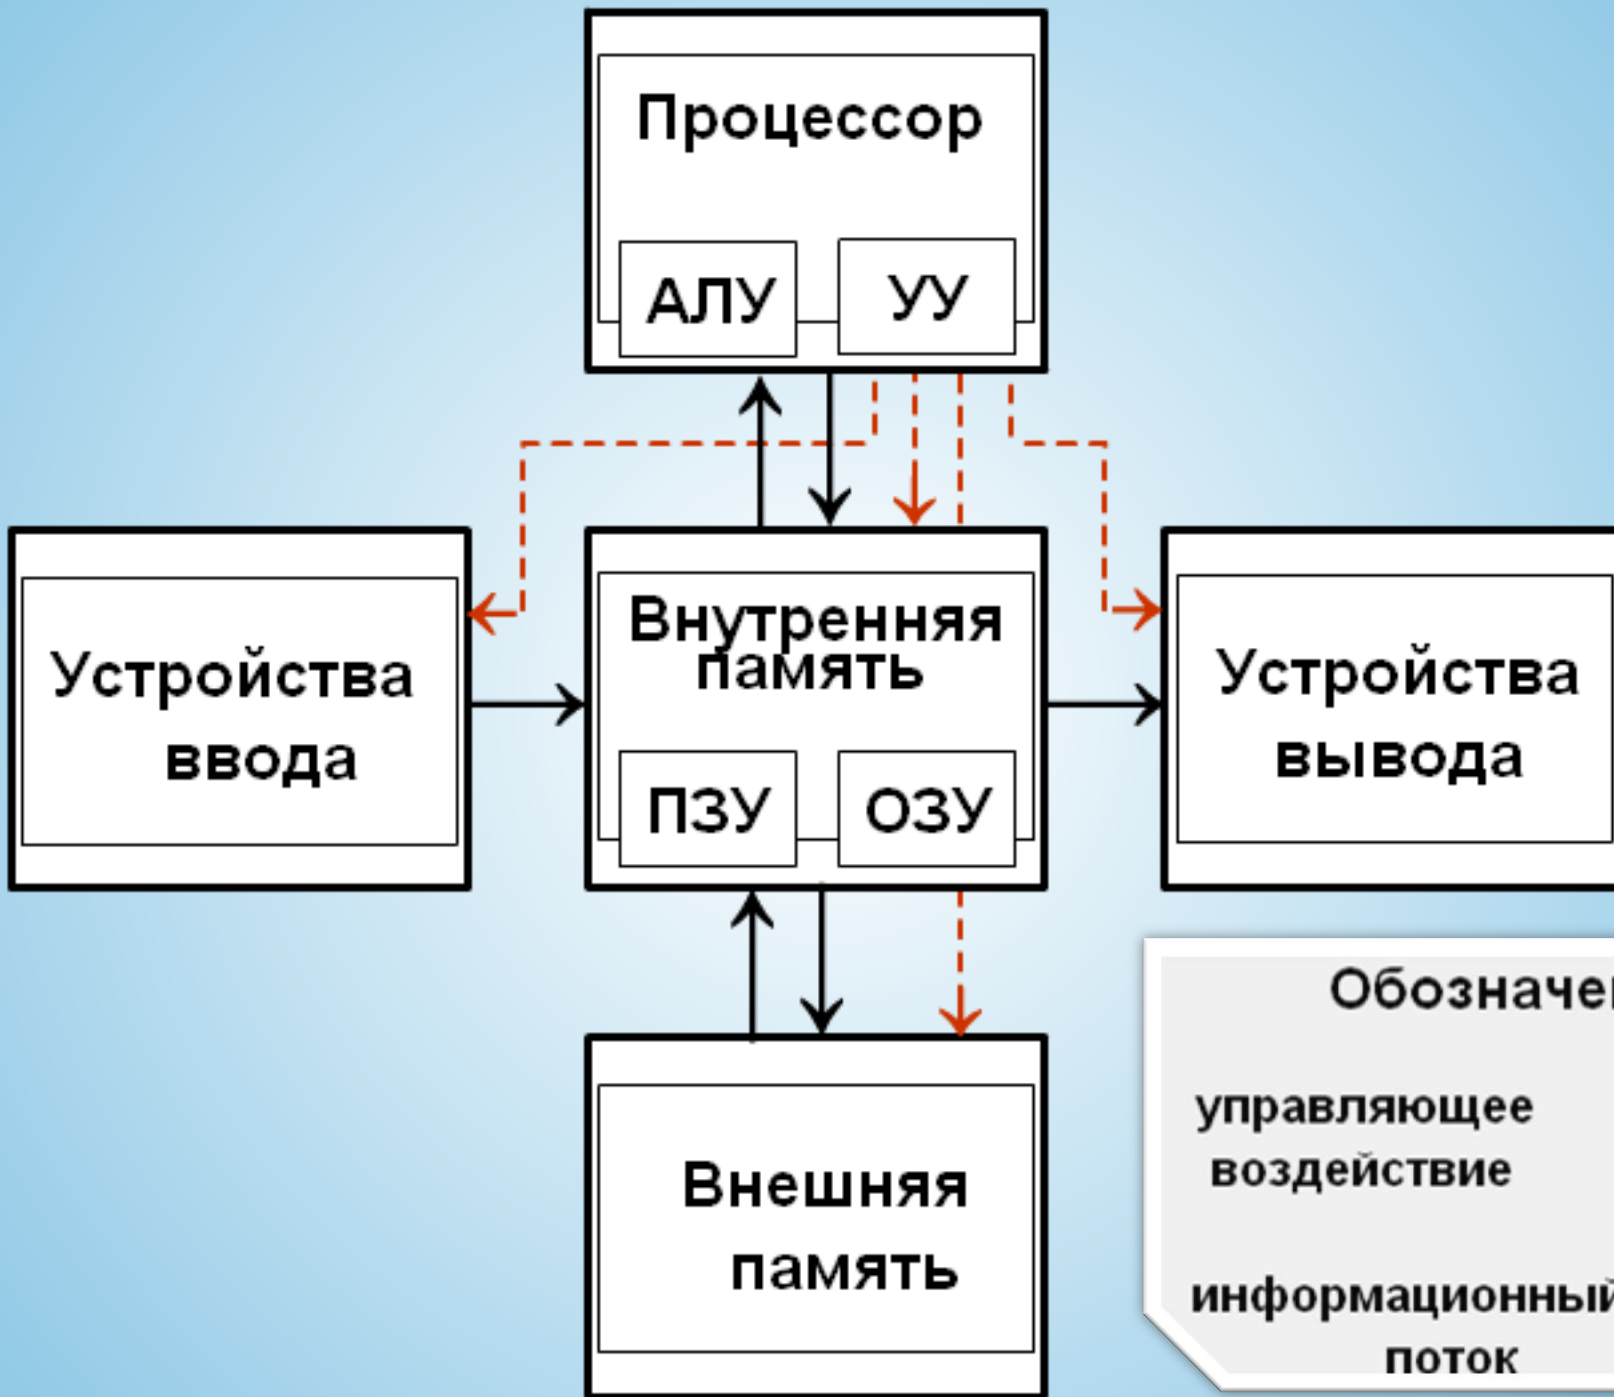 Процессор
АЛУ
УУ
Устройства
ввода
Внутренняя
память
ПЗУ
ОЗУ
Устройства
вывода
Внешняя
память
управляющее
воздействие
информационный
поток